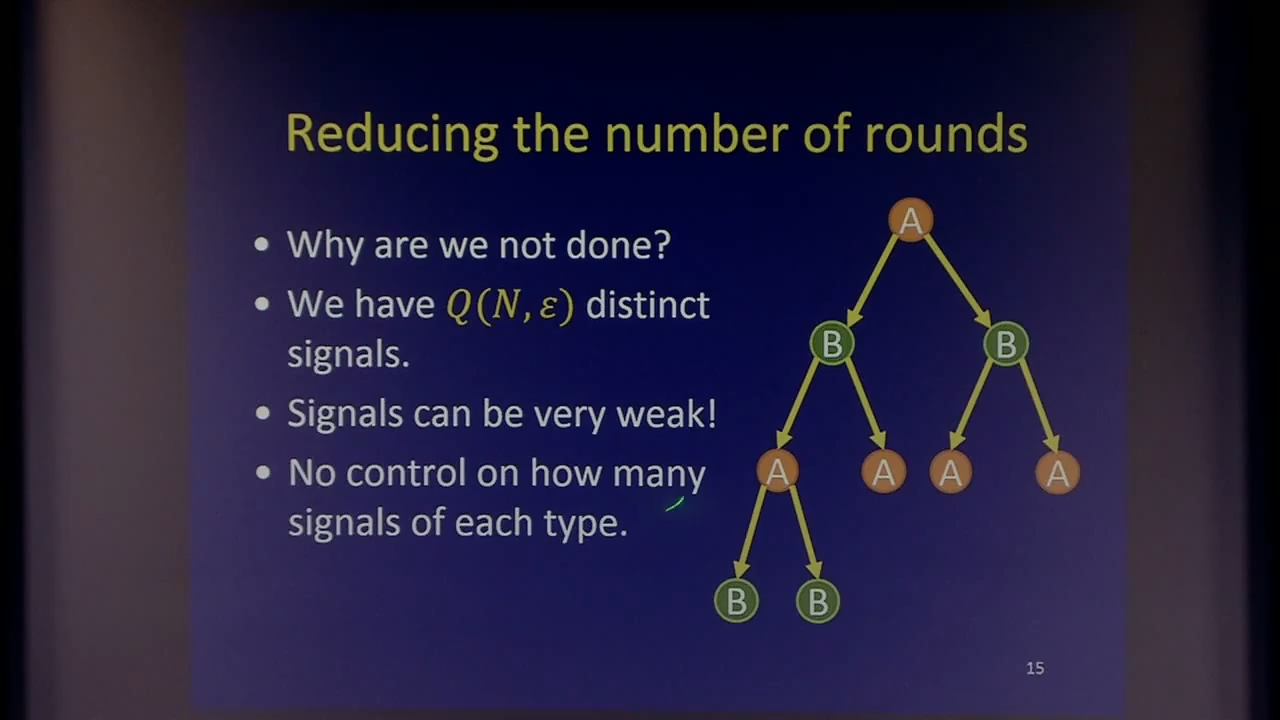 Reducing the number of rounds
• Why are we not done?
• We have Q(N, ε) distinct
signals.
• Signals can be very weak!
• No control on how many
signals of each type.
A
B B
A A A A
B B
15